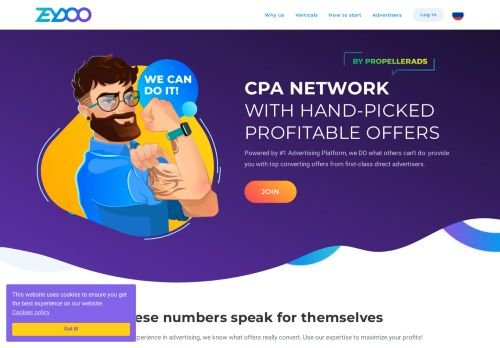 ZEYDOO
Why Us
Verticals
How to start
Advertisers
Log In
WE CAN
DO IT!
BY PROPELLERADS
CPA NETWORK
WITH HAND-PICKED
PROFITABLE OFFERS
Powered by #1 Advertising Platform, we DO what others can't do: provide
you with top converting offers from first-class direct advertisers.
JOIN
ese numbers speak for themselves
xperience in advertising, we know what offers really convert. Use our expertise to maximize your profits!
This website uses cookies to ensure you get
the best experience on our website.
Cookies policy
Got it!